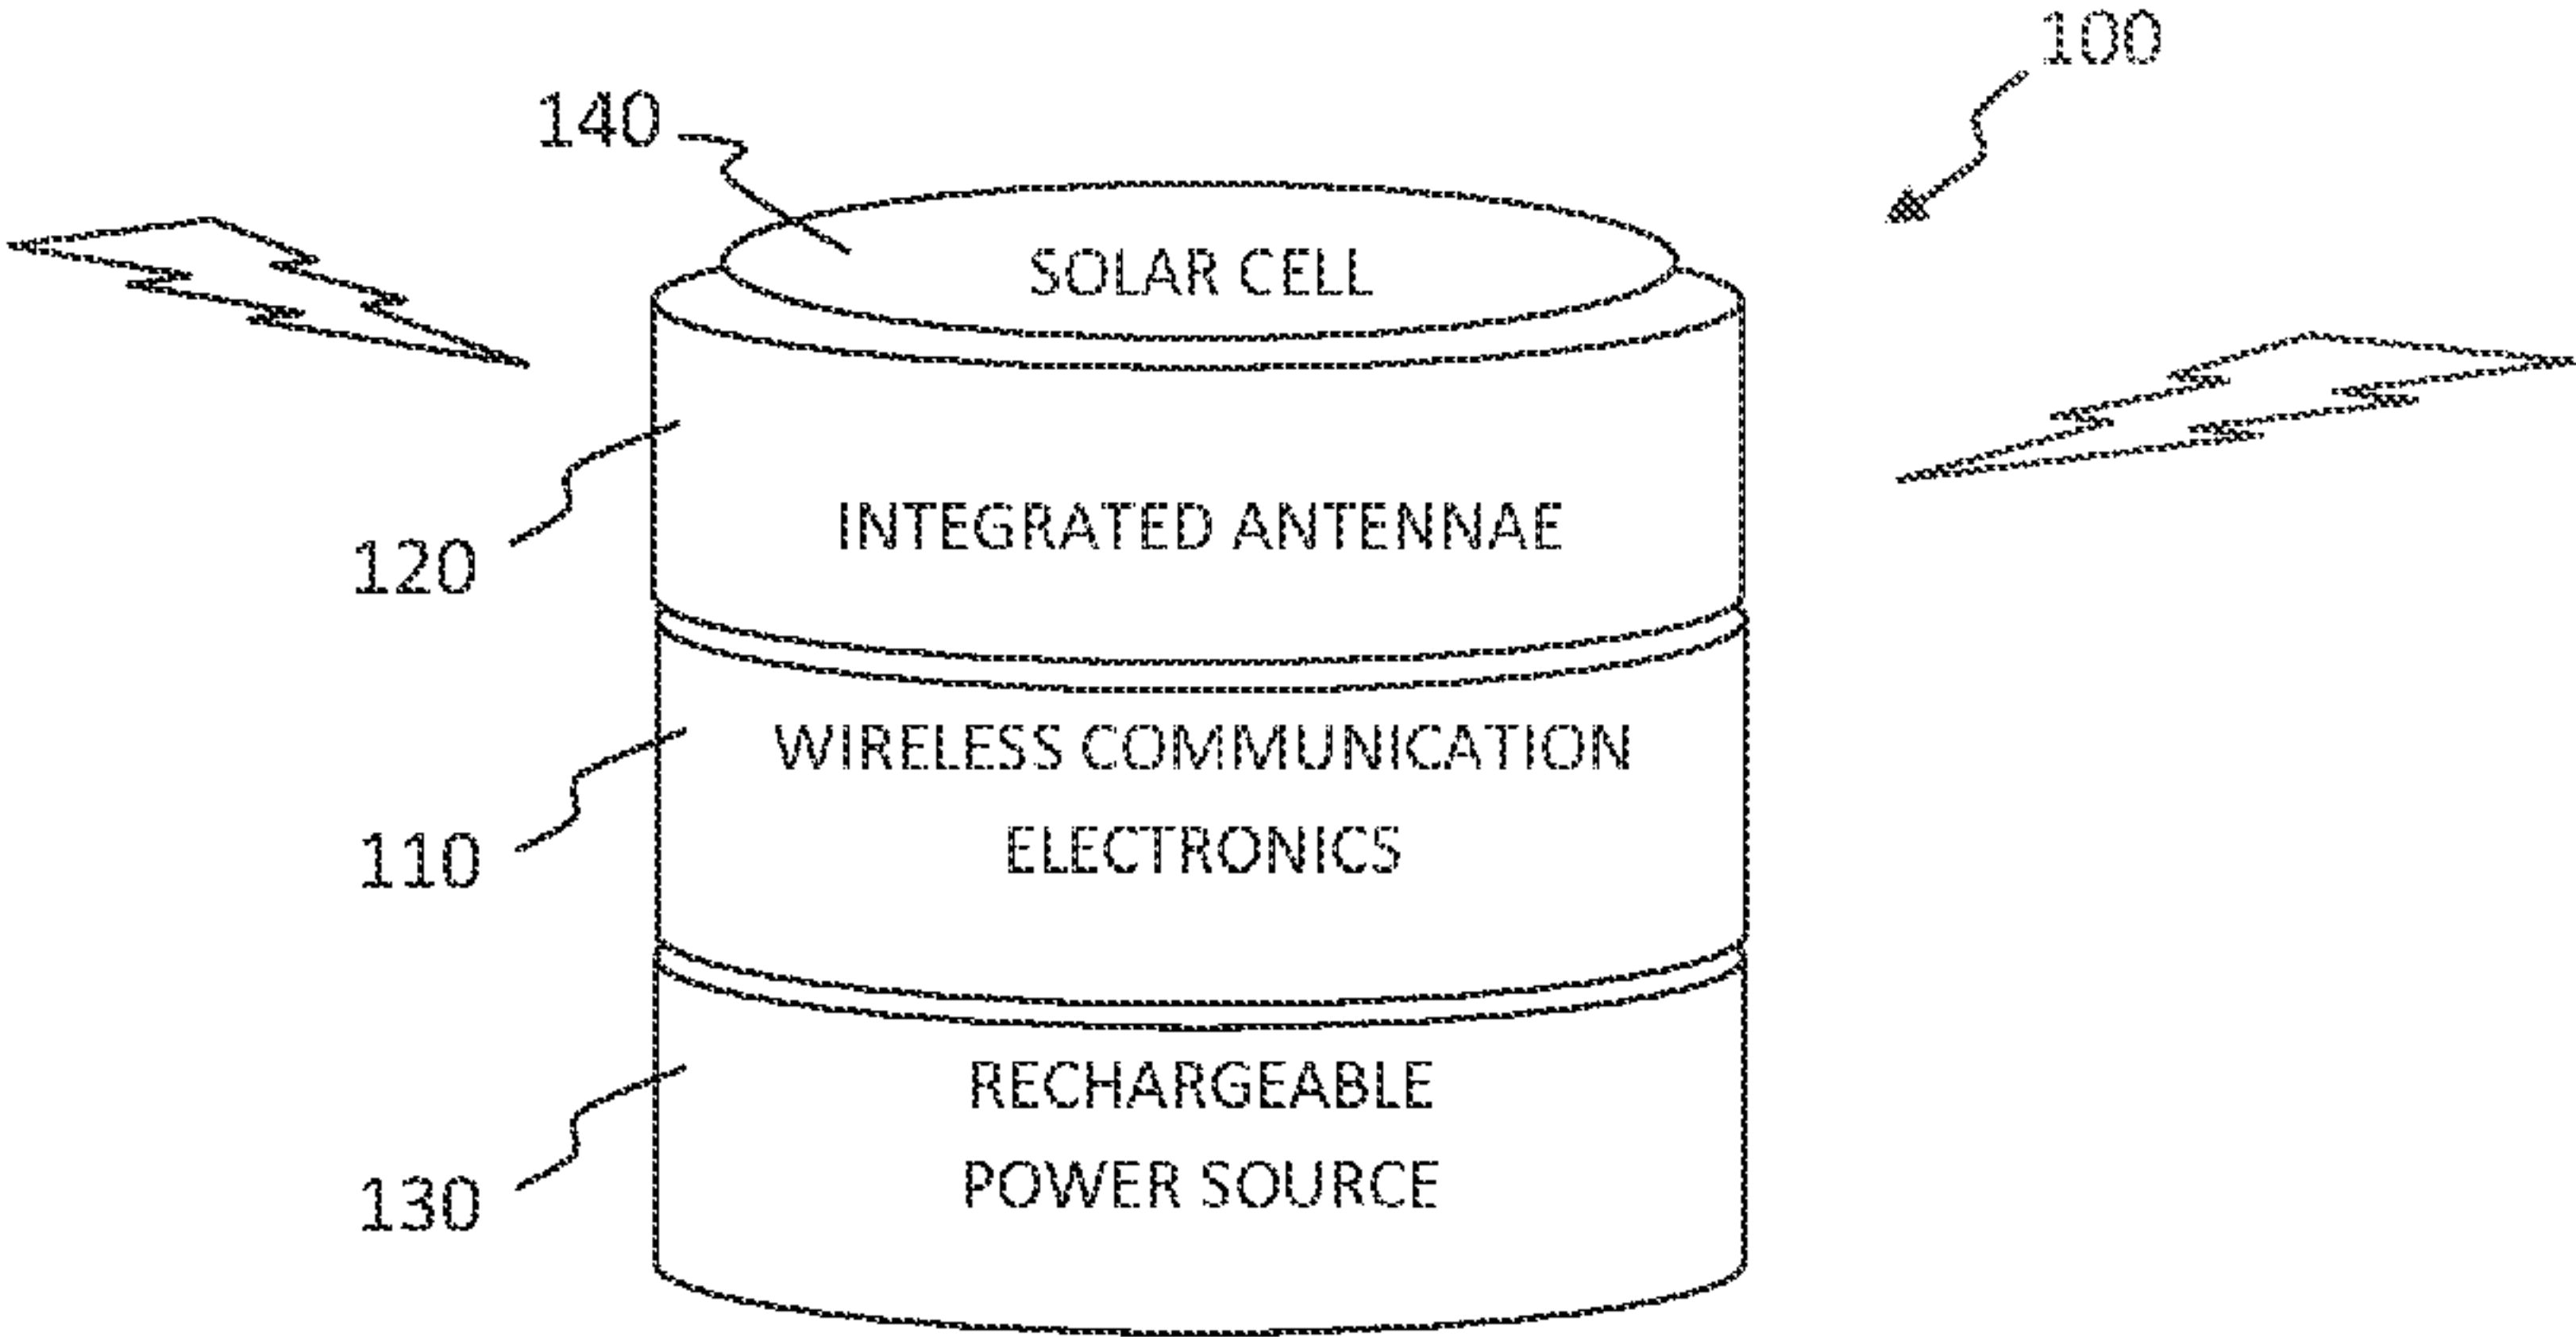 100
140
SOLAR CELL
INTEGRATED ANTENNAE
120
WIRELESS COMMUNICATION
ELECTRONICS
110
RECHARGEABLE
POWER SOURCE
130